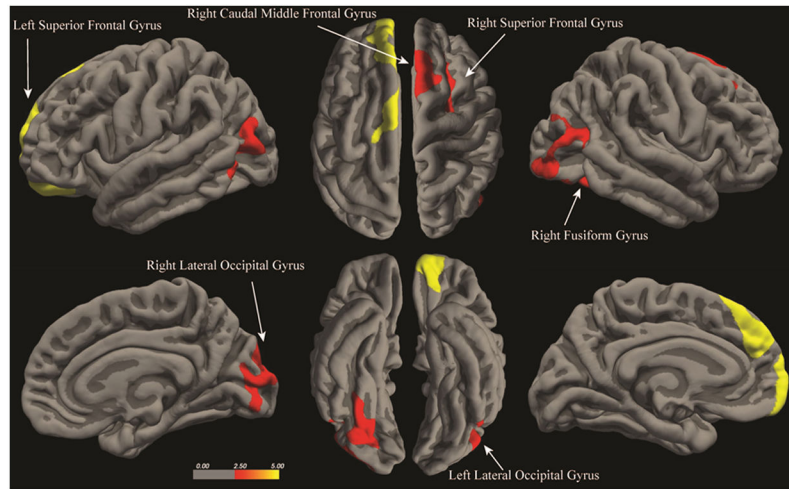 Right Caudal Middle Frontal Gyrus
Left Superior Frontal Gyrus
Right Superior Frontal Gyrus
Right Fusiform Gyrus
Right Lateral Occipital Gyrus
Left Lateral Occipital Gyrus
0.00 2.50 5.00